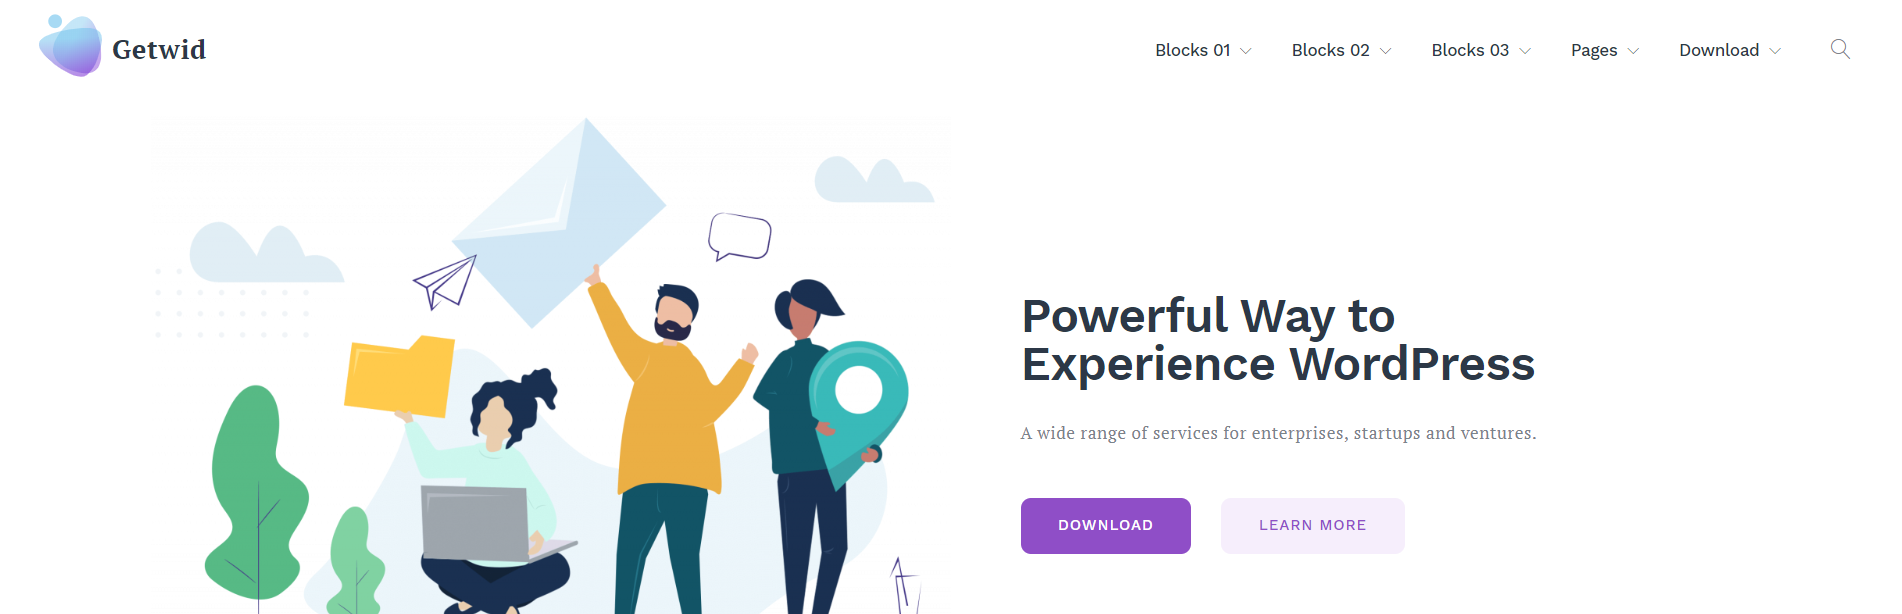 Getwid
Blocks 01 Blocks 02 Blocks 03 Pages Download
Powerful Way to
Experience WordPress
A wide range of services for enterprises, startups and ventures.
DOWNLOAD LEARN MORE